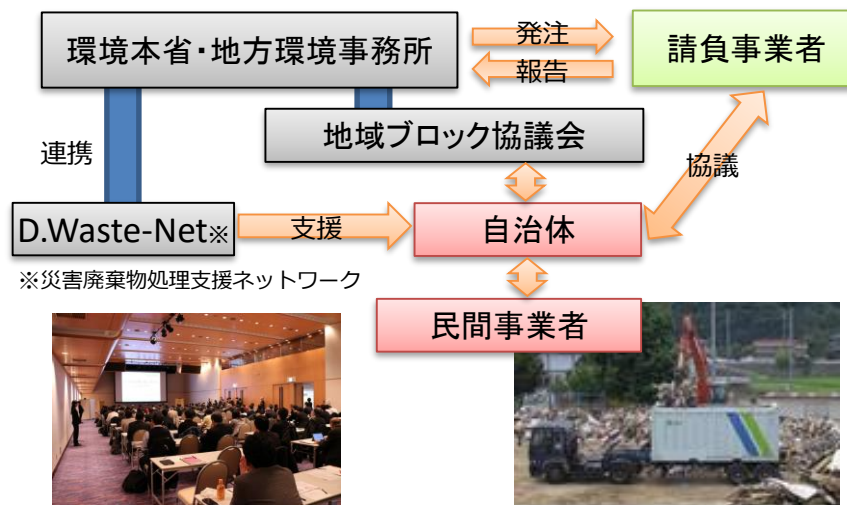 環境本省・地方環境事務所
発注
報告
請負事業者
連携
地域ブロック協議会
協議
D.Waste-Net※
支援
自治体
※災害廃棄物処理支援ネットワーク
民間事業者